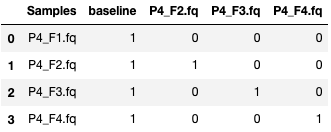 Samples baseline P4_F2.fq P4_F3.fq P4_F4.fq
0 P4_F1.fq 1 0 0 0
1 P4_F2.fq 1 1 0 0
2 P4_F3.fq 1 0 1 0
3 P4_F4.fq 1 0 0 1